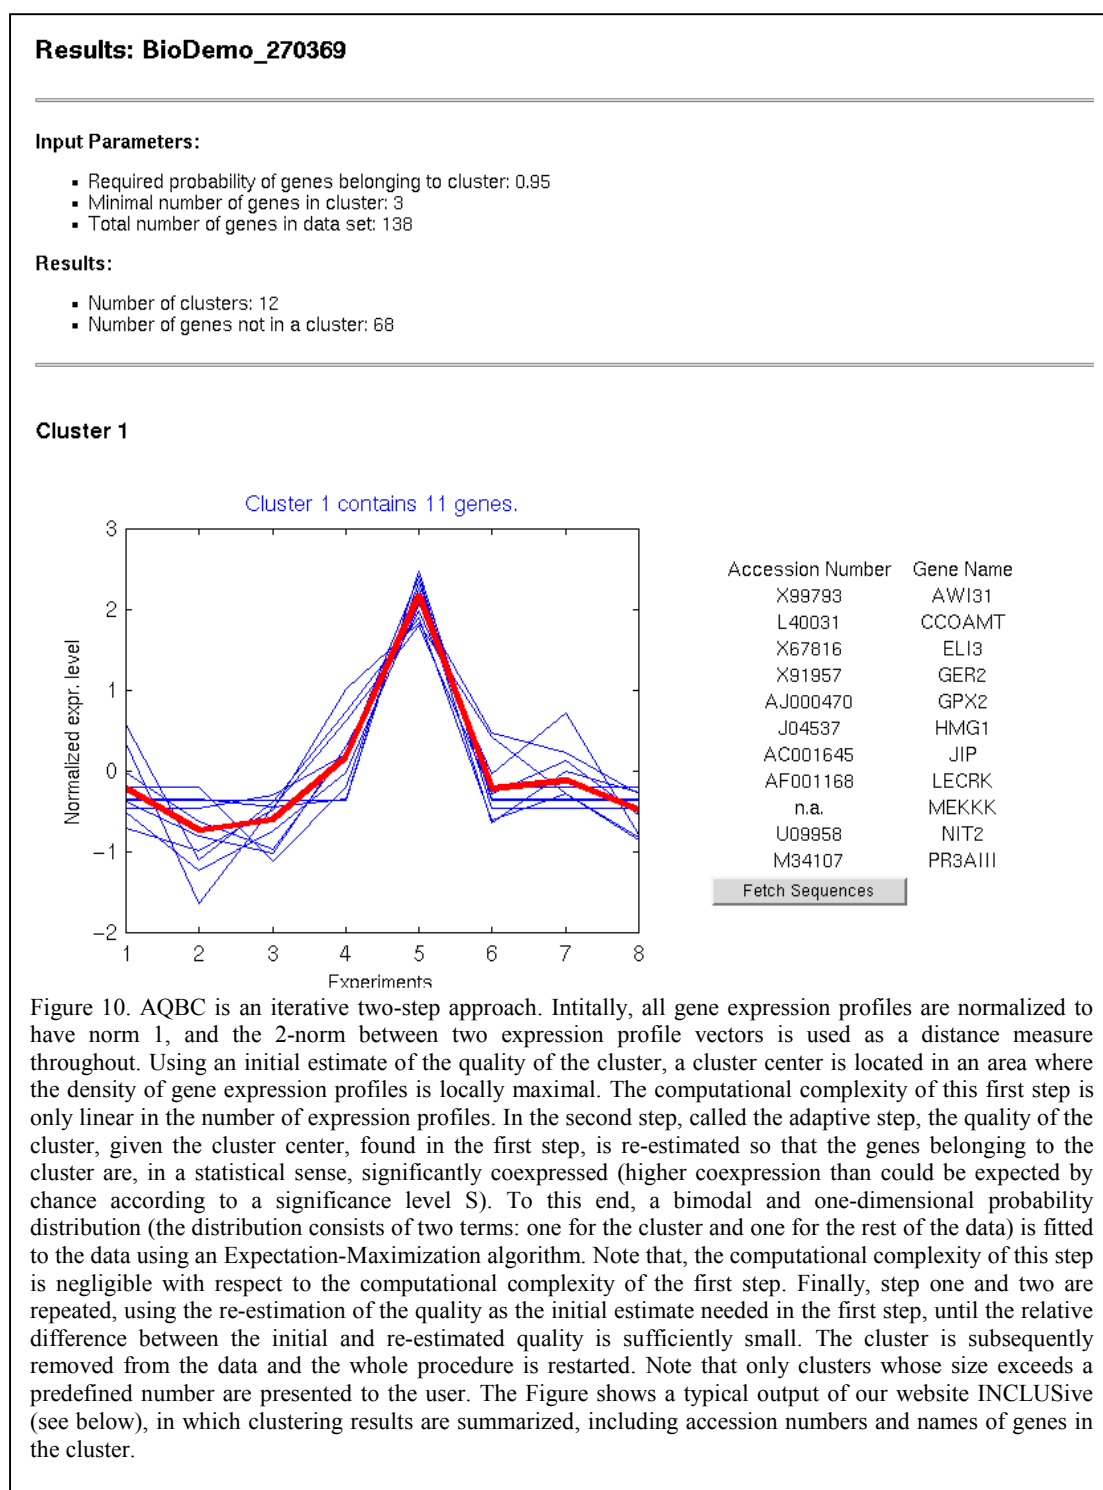 Results: BioDemo_270369
Input Parameters:
▪ Required probability of genes belonging to cluster: 0.95
▪ Minimal number of genes in cluster: 3
▪ Total number of genes in data set: 138
Results:
▪ Number of clusters: 12
▪ Number of genes not in a cluster: 68
Cluster 1
Cluster 1 contains 11 genes.
3
2
1
0
−1
−2
Normalized expr. level
1 2 3 4 5 6 7 8
Experiments
Accession Number Gene Name
X99793 AWI31
L40031 CCOAMT
X67816 ELI3
X91957 GER2
AJ000470 GPX2
J04537 HMG1
AC001645 JIP
AF001168 LECRK
n.a. MEKKK
U09958 NIT2
M34107 PR3AIII
Fetch Sequences
Figure 10. AQBC is an iterative two-step approach. Intitally, all gene expression profiles are normalized to
have norm 1, and the 2-norm between two expression profile vectors is used as a distance measure
throughout. Using an initial estimate of the quality of the cluster, a cluster center is located in an area where
the density of gene expression profiles is locally maximal. The computational complexity of this first step is
only linear in the number of expression profiles. In the second step, called the adaptive step, the quality of the
cluster, given the cluster center, found in the first step, is re-estimated so that the genes belonging to the
cluster are, in a statistical sense, significantly coexpressed (higher coexpression than could be expected by
chance according to a significance level S). To this end, a bimodal and one-dimensional probability
distribution (the distribution consists of two terms: one for the cluster and one for the rest of the data) is fitted
to the data using an Expectation-Maximization algorithm. Note that, the computational complexity of this step
is negligible with respect to the computational complexity of the first step. Finally, step one and two are
repeated, using the re-estimation of the quality as the initial estimate needed in the first step, until the relative
difference between the initial and re-estimated quality is sufficiently small. The cluster is subsequently
removed from the data and the whole procedure is restarted. Note that only clusters whose size exceeds a
predefined number are presented to the user. The Figure shows a typical output of our website INCLUSive
(see below), in which clustering results are summarized, including accession numbers and names of genes in
the cluster.